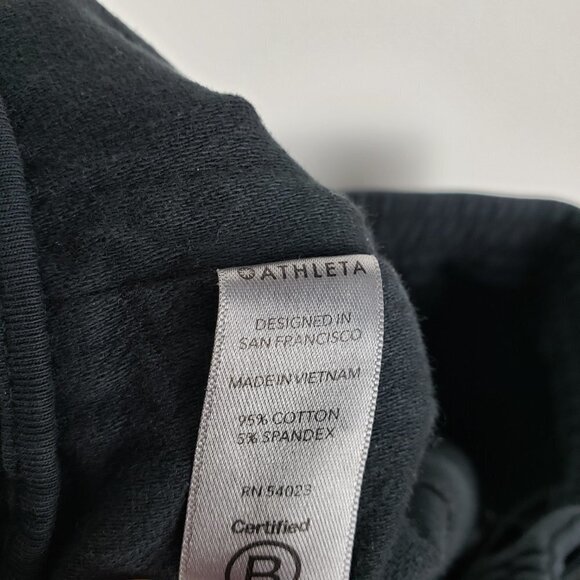 ATHLETA
DESIGNED IN
SAN FRANCISCO
MADE IN VIETNAM
95% COTTON
5% SPANDEX
RN 54023
Certified
B